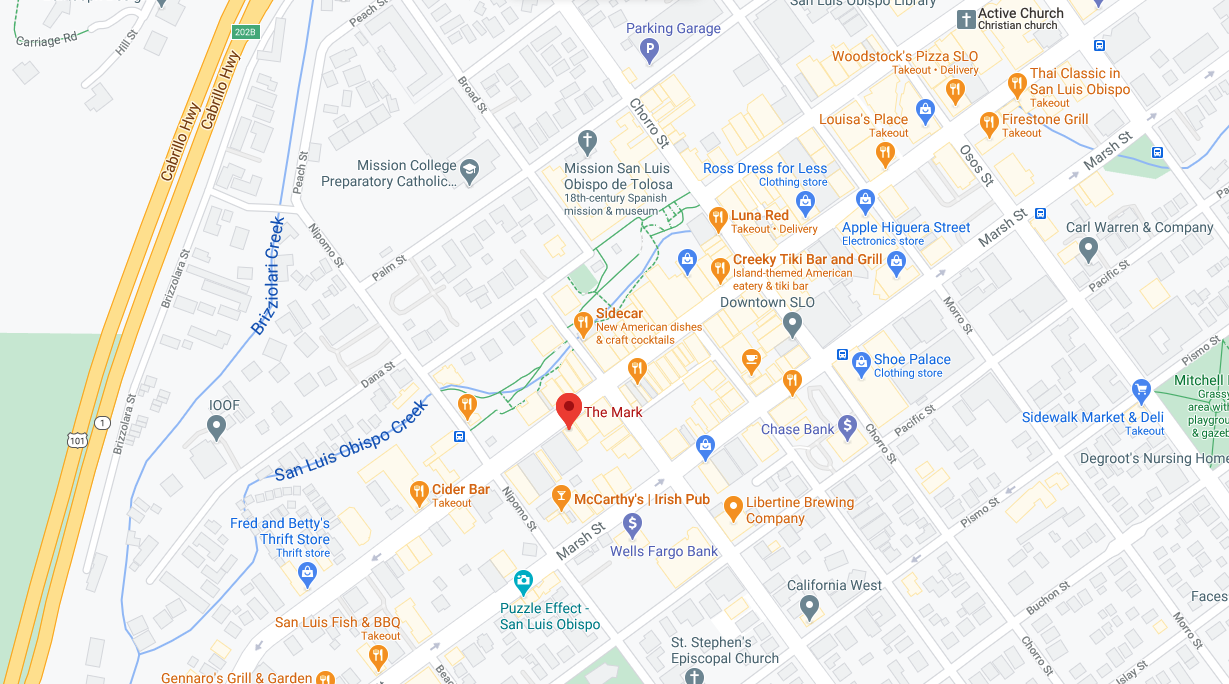 San Luis Obispo Library
Active Church
Christian church
Carriage Rd
Hill St
202B
Peach St
Cabrillo Hwy
Cabrillo Hwy
Parking Garage
P
Woodstock's Pizza SLO
Takeout • Delivery
Thai Classic in
San Luis Obispo
Takeout
Broad St
Chorro St
Louisa's Place
Takeout
Firestone Grill
Takeout
Marsh St
Osos St
Peach St
Mission College
Preparatory Catholic...
Mission San Luis
Obispo de Tolosa
18th-century Spanish
mission & museum
Ross Dress for Less
Clothing store
Luna Red
Takeout • Delivery
Apple Higuera Street
Electronics store
Marsh St
Carl Warren & Company
Brizziolari Creek
Nipomo St
Palm St
Brizzolara St
Creeky Tiki Bar and Grill
Island-themed American
eatery & tiki bar
Pacific St
Downtown SLO
Morro St
Sidecar
New American dishes
& craft cocktails
Shoe Palace
Clothing store
Pismo St
Dana St
Mitchell
Grassy
area with
playgrou
& gazeb
IOOF
The Mark
Brizzolara St
1
101
San Luis Obispo Creek
Chase Bank
$
Pacific St
Chorro St
Sidewalk Market & Deli
Takeout
Degroot's Nursing Home
Cider Bar
Takeout
Nipomo St
McCarthy's | Irish Pub
Libertine Brewing
Company
Pismo St
Fred and Betty's
Thrift Store
Thrift store
Marsh St
$
Wells Fargo Bank
Puzzle Effect -
San Luis Obispo
California West
Buchon St
Faces
San Luis Fish & BBQ
Takeout
St. Stephen's
Episcopal Church
Chorro St
Morro St
Islay St
Gennaro's Grill & Garden
Beac